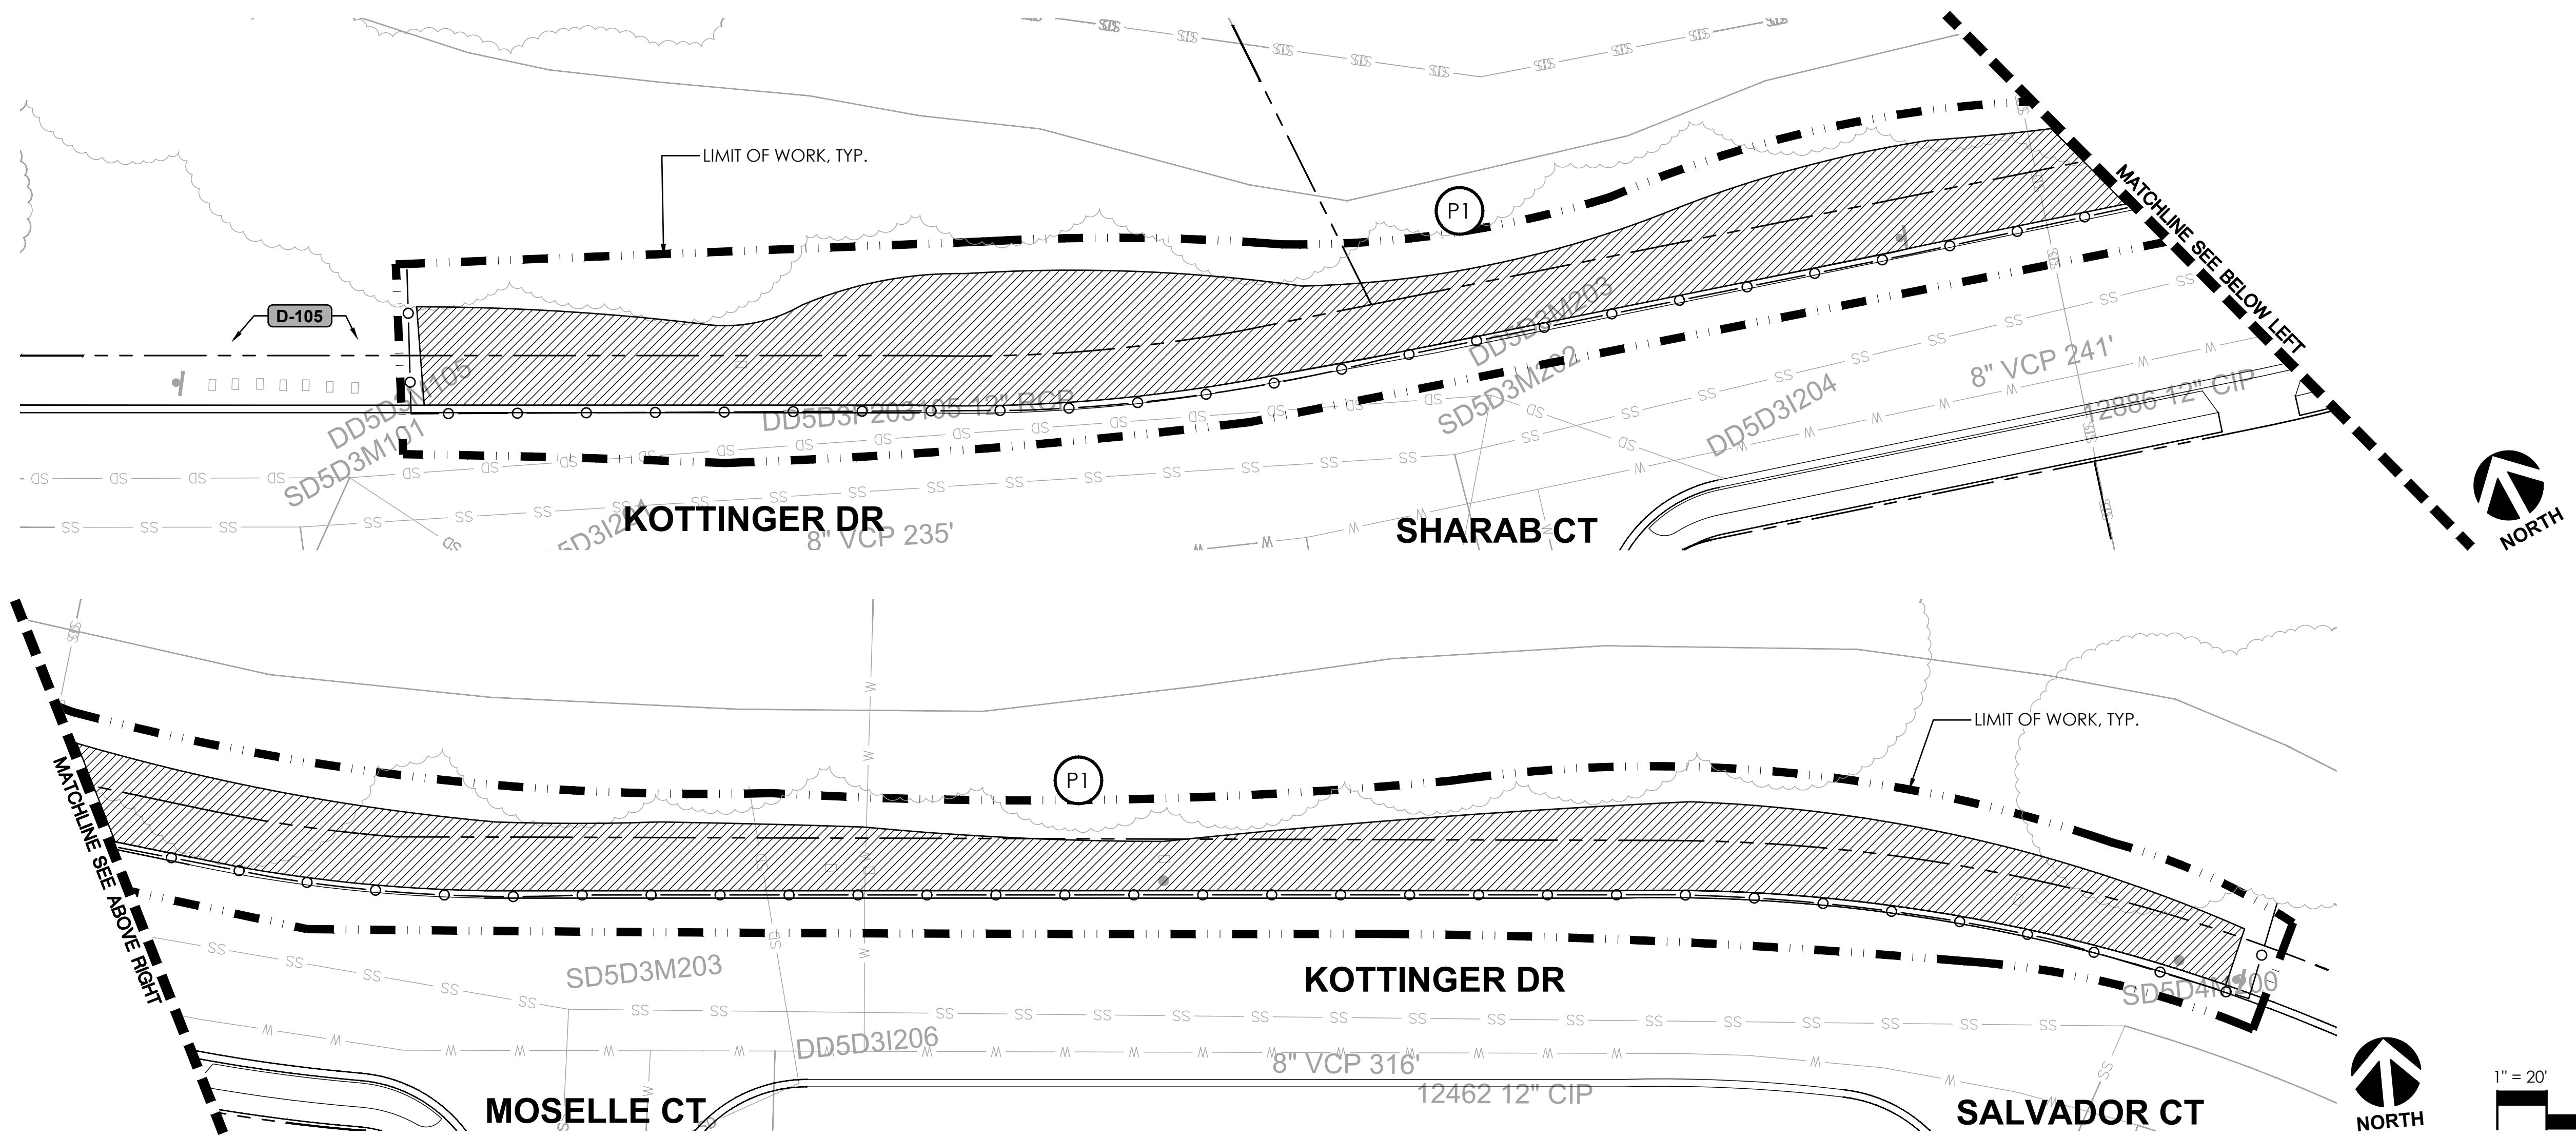 LIMIT OF WORK, TYP.
P1
MATCHLINE SEE BELOW LEFT
D-105
DD5D3M105
SD5D3M101
DD5D3P203105 12" RCP
DD5D3M203
SD5D3M202
DD5D3I204
8" VCP 241'
12886 12" CIP
KOTTINGER DR
8" VCP 235'
SHARAB CT
NORTH
LIMIT OF WORK, TYP.
P1
MATCHLINE SEE ABOVE RIGHT
SD5D3M203
KOTTINGER DR
SD5D4M200
DD5D3I206
8" VCP 316'
12462 12" CIP
MOSELLE CT
SALVADOR CT
NORTH
1" = 20'